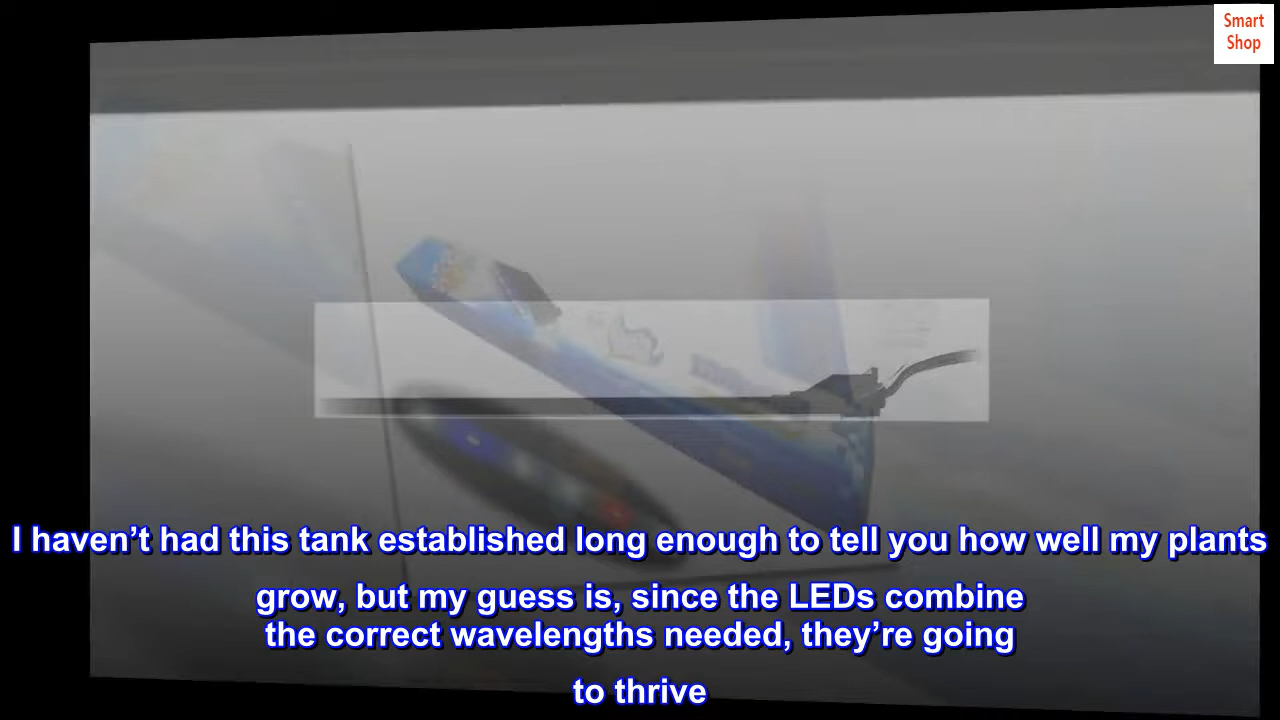 Smart
Shop
I haven’t had this tank established long enough to tell you how well my plants
grow, but my guess is, since the LEDs combine
the correct wavelengths needed, they’re going
to thrive